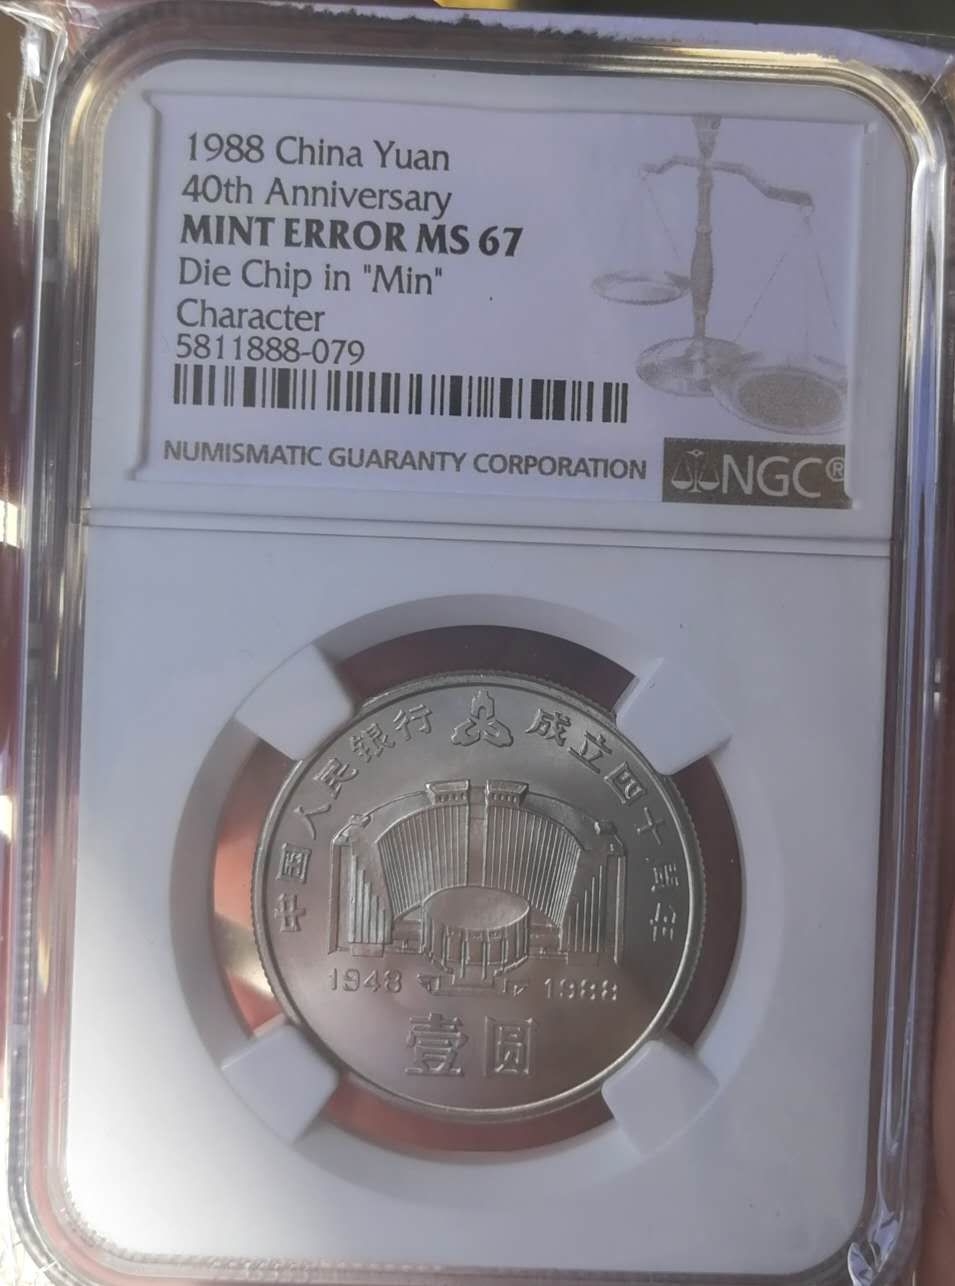 1988 China Yuan
40th Anniversary
MINT ERROR MS 67
Die Chip in "Min"
Character
5811888-079
NUMISMATIC GUARANTY CORPORATION
NGC®
中国人民银行 成立四十周年
1948 1988
壹圆